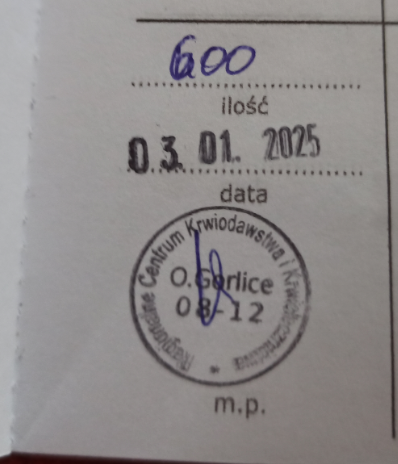 600
ilość
03. 01. 2025
data
Regionalne Centrum Krwiodawstwa i Krwiolecznictwa
O.Gorlice
08-12
m.p.